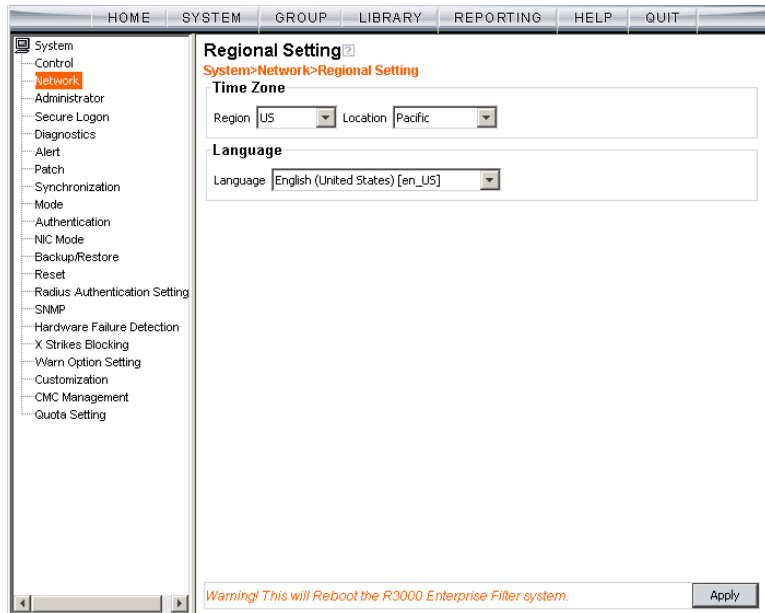 HOME SYSTEM GROUP LIBRARY REPORTING HELP QUIT
System
Control
Network
Administrator
Secure Logon
Diagnostics
Alert
Patch
Synchronization
Mode
Authentication
NIC Mode
Backup/Restore
Reset
Radius Authentication Setting
SNMP
Hardware Failure Detection
X Strikes Blocking
Warn Option Setting
Customization
CMC Management
Quota Setting
Regional Setting?
System>Network>Regional Setting
Time Zone
Region US Location Pacific
Language
Language English (United States) [en_US]
Warning! This will Reboot the R3000 Enterprise Filter system. Apply